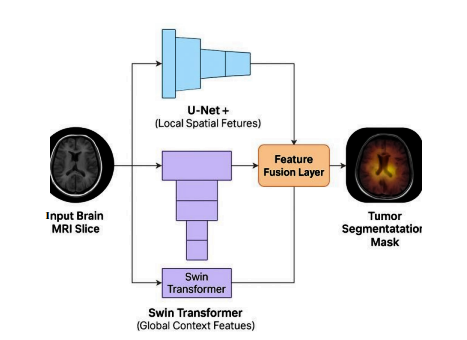 U-Net +
(Local Spatial Fetures)
Input Brain
MRI Slice
Feature
Fusion Layer
Tumor
Segmentatation
Mask
Swin
Transformer
Swin Transformer
(Global Context Featues)